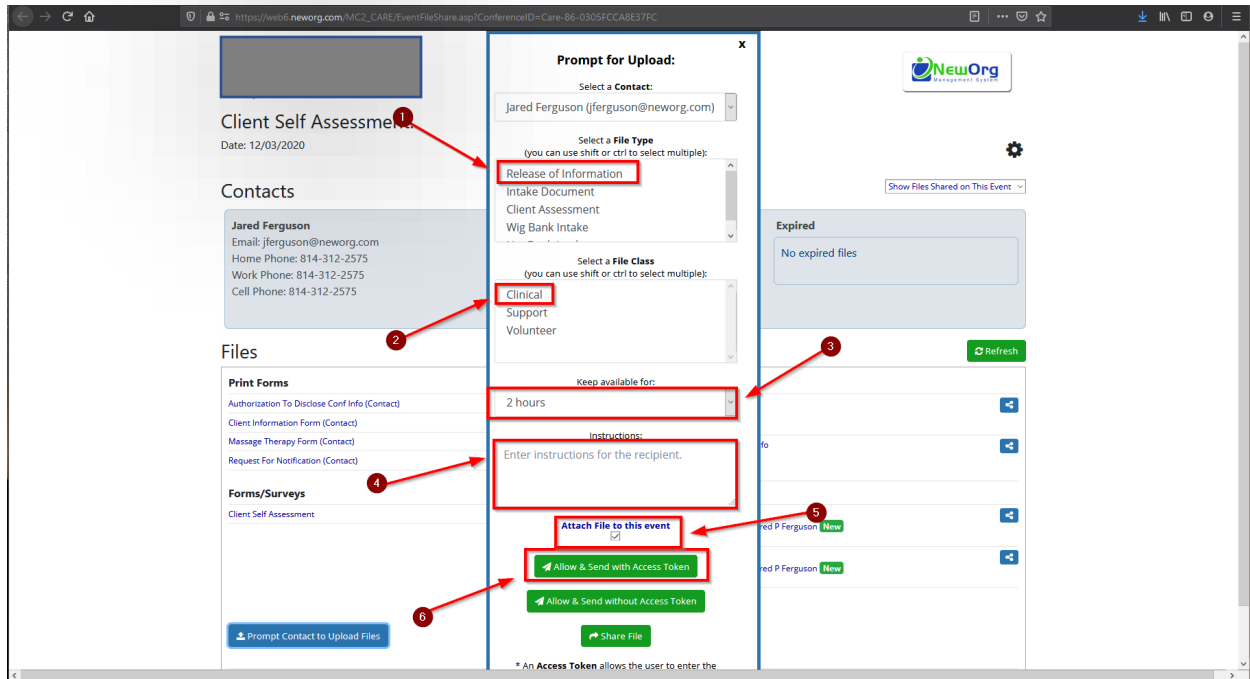 https://web6.neworg.com/MC2_CARE/EventFileShare.asp?ConferenceID=Care-86-0305FCCA8E37FC
NewOrg
Management System
Client Self Assessment
Date: 12/03/2020
Show Files Shared on This Event
Contacts
Jared Ferguson
Email: jferguson@neworg.com
Home Phone: 814-312-2575
Work Phone: 814-312-2575
Cell Phone: 814-312-2575
Expired
No expired files
Files
Refresh
Print Forms
Authorization To Disclose Conf Info (Contact)
Client Information Form (Contact)
Massage Therapy Form (Contact)
Request For Notification (Contact)
Forms/Surveys
Client Self Assessment
Prompt Contact to Upload Files
x
Prompt for Upload:
Select a Contact:
Jared Ferguson (jferguson@neworg.com)
Select a File Type
(you can use shift or ctrl to select multiple):
Release of Information
Intake Document
Client Assessment
Wig Bank Intake
Select a File Class
(you can use shift or ctrl to select multiple):
Clinical
Support
Volunteer
Keep available for:
2 hours
Instructions:
Enter instructions for the recipient.
Attach File to this event
Allow & Send with Access Token
Allow & Send without Access Token
Share File
* An Access Token allows the user to enter the
fo
red P Ferguson New
red P Ferguson New
1
2
3
4
5
6